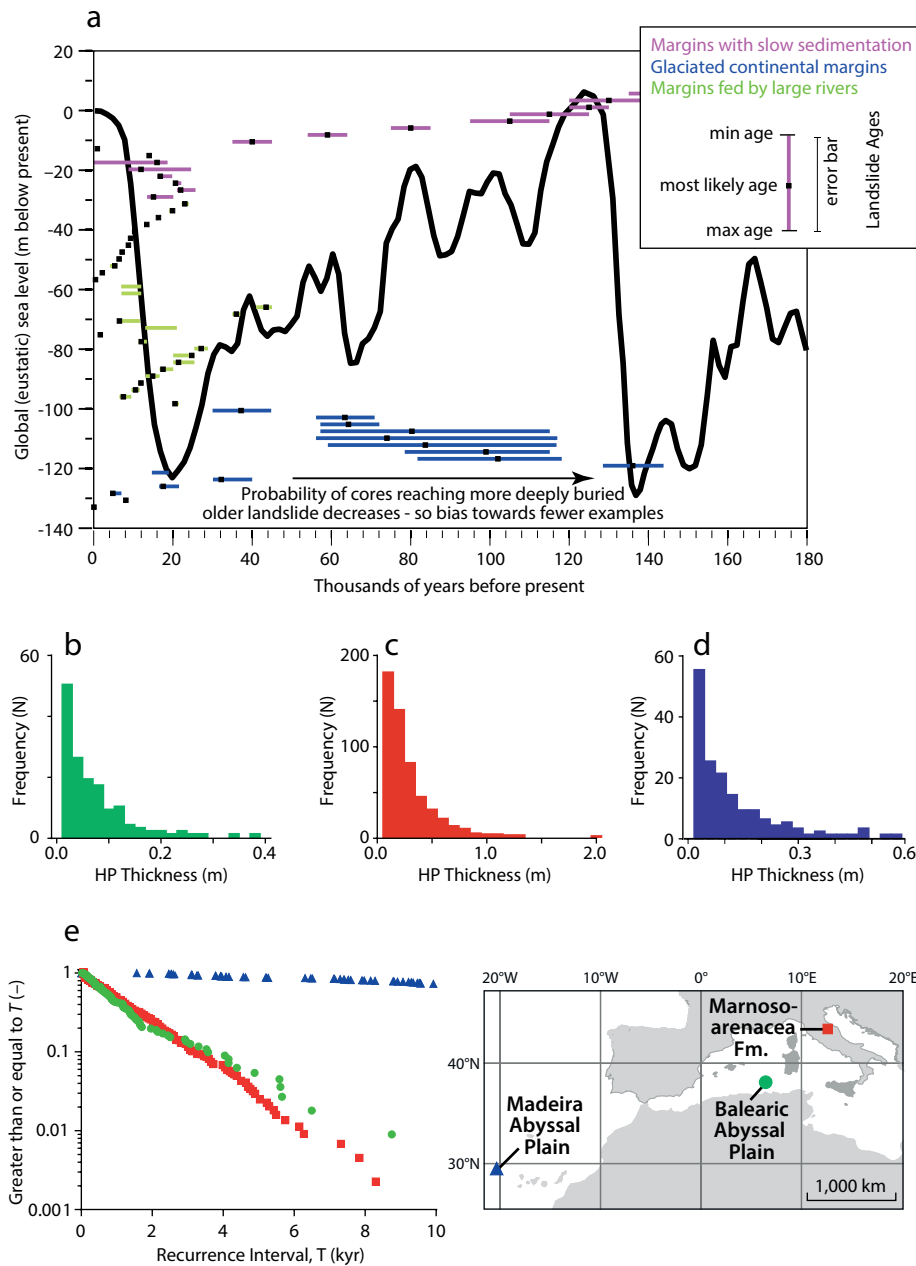 a
Margins with slow sedimentation
Glaciated continental margins
Margins fed by large rivers
min age
most likely age
max age
error bar
Landslide Ages
Global (eustatic) sea level (m below present)
20
0
−20
−40
-60
-80
-100
-120
-140
Probability of cores reaching more deeply buried
older landslide decreases - so bias towards fewer examples
0 20 40 60 80 100 120 140 160 180
Thousands of years before present
b
Frequency (N)
60
0
0.0 0.2 0.4
HP Thickness (m)
c
Frequency (N)
200
100
0
0.0 1.0 2.0
HP Thickness (m)
d
Frequency (N)
60
40
20
0
0.0 0.3 0.6
HP Thickness (m)
e
Greater than or equal to T (–)
1
0.1
0.01
0.001
0 2 4 6 8 10
Recurrence Interval, T (kyr)
20°W 10°W 0° 10°E 20°E
40°N
30°N
Marnoso-
arenacea
Fm.
Madeira
Abyssal
Plain
Balearic
Abyssal
Plain
1,000 km